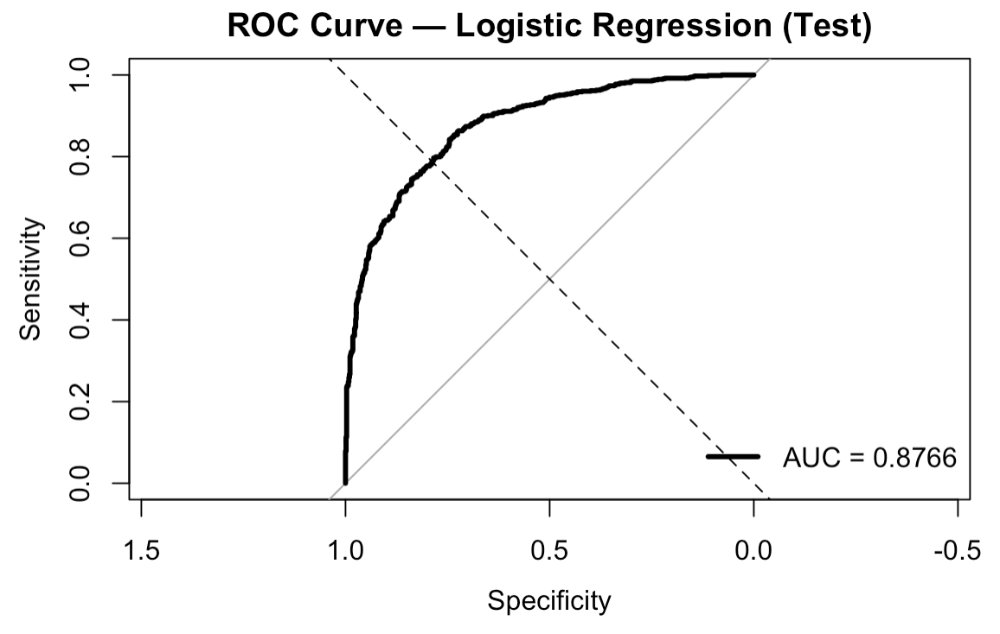 ROC Curve — Logistic Regression (Test)
1.0
0.8
0.6
0.4
0.2
0.0
Sensitivity
AUC = 0.8766
1.5 1.0 0.5 0.0 -0.5
Specificity